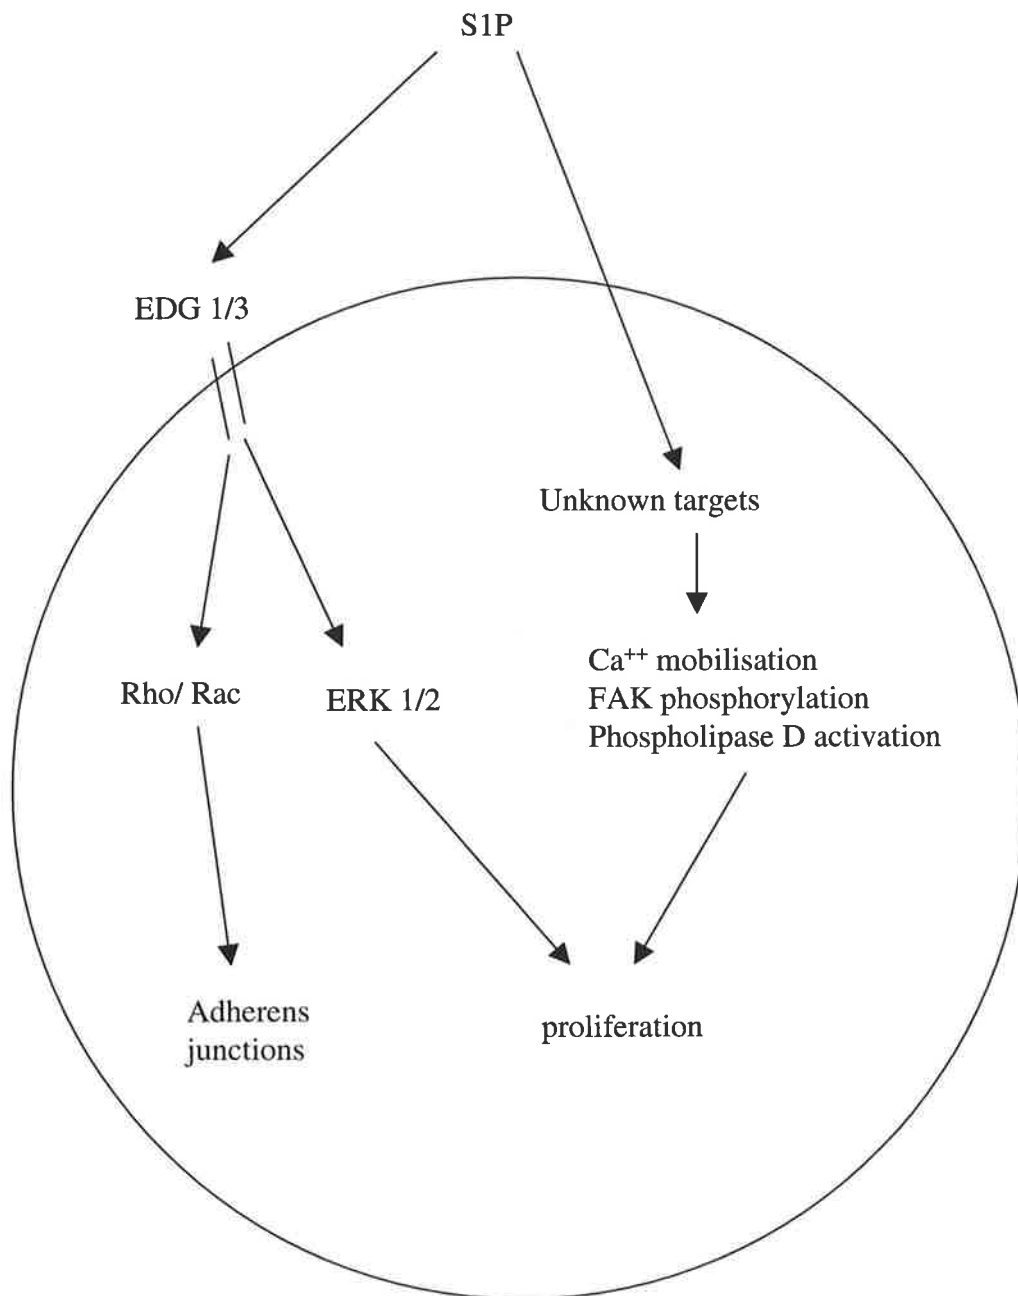 S1P
EDG 1/3
Unknown targets
Ca⁺⁺ mobilisation
FAK phosphorylation
Phospholipase D activation
Rho/ Rac
ERK 1/2
Adherens
junctions
proliferation